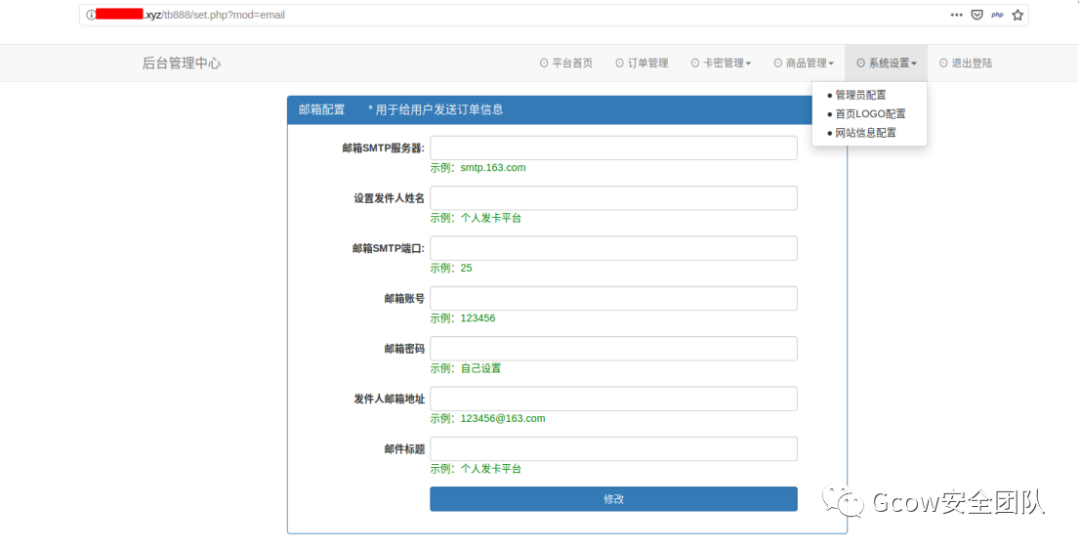 .xyz/tb888/set.php?mod=email
php
后台管理中心 平台首页 订单管理 卡密管理 商品管理 系统设置 退出登陆
管理员配置
首页LOGO配置
网站信息配置
邮箱配置 * 用于给用户发送订单信息
邮箱SMTP服务器:
示例：smtp.163.com
设置发件人姓名
示例：个人发卡平台
邮箱SMTP端口:
示例：25
邮箱账号
示例：123456
邮箱密码
示例：自己设置
发件人邮箱地址
示例：123456@163.com
邮件标题
示例：个人发卡平台
修改
Gcow安全团队